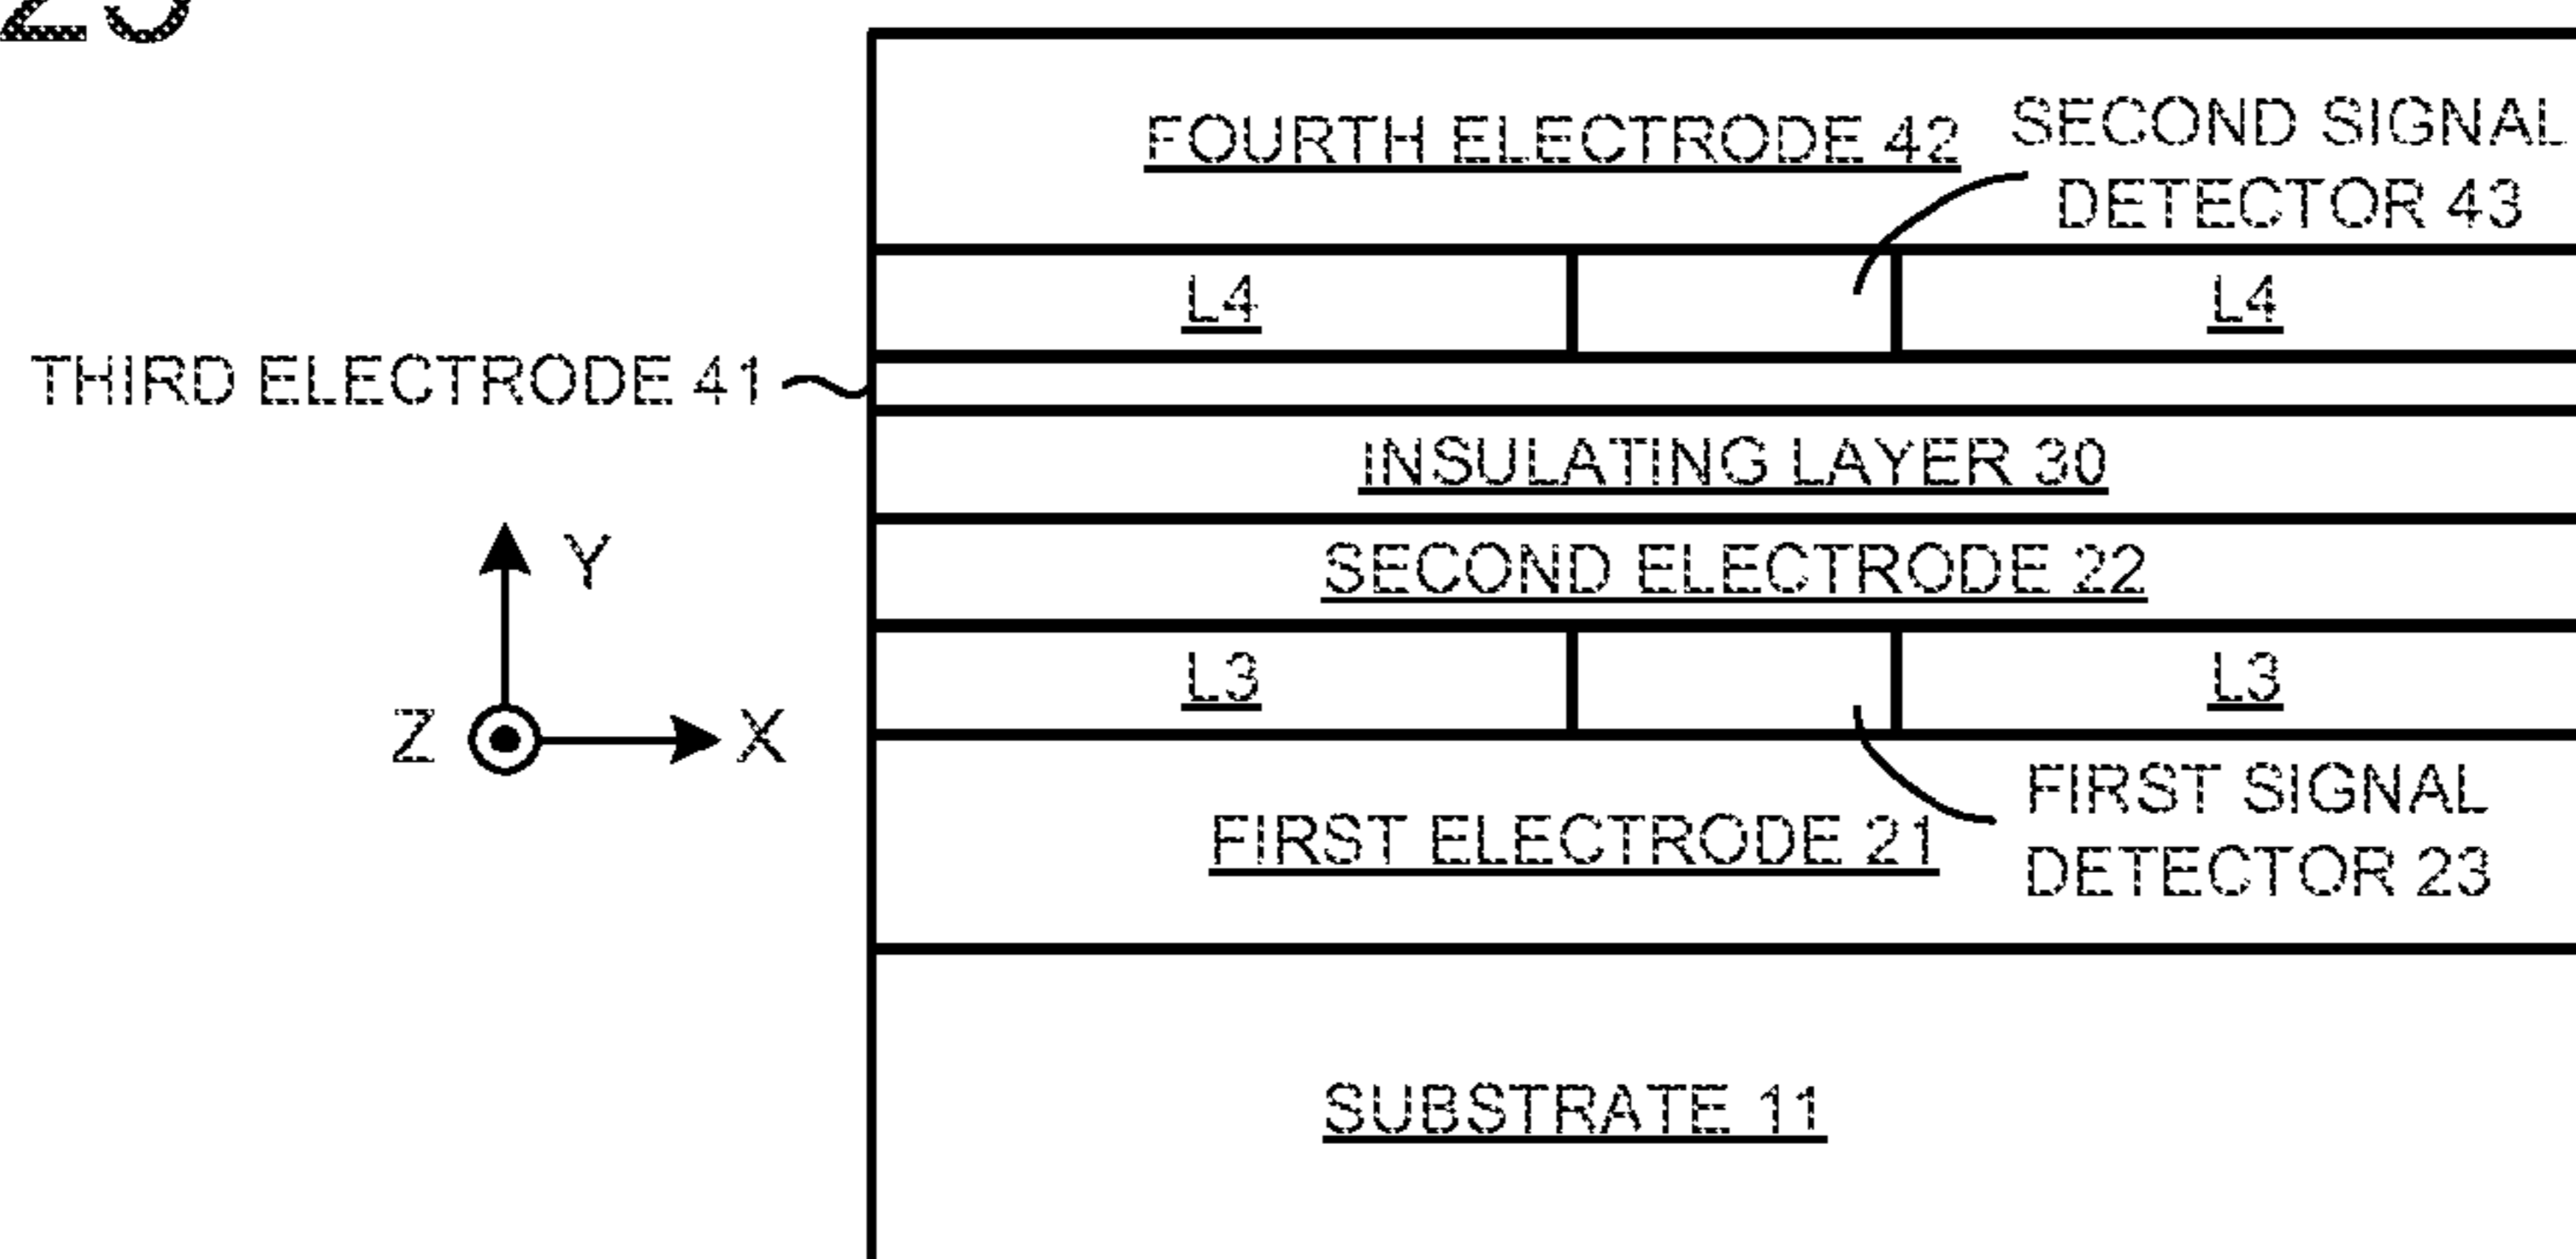 FOURTH ELECTRODE 42
SECOND SIGNAL
DETECTOR 43
L4
L4
THIRD ELECTRODE 41
INSULATING LAYER 30
SECOND ELECTRODE 22
Y
L3
L3
Z
X
FIRST SIGNAL
DETECTOR 23
FIRST ELECTRODE 21
SUBSTRATE 11